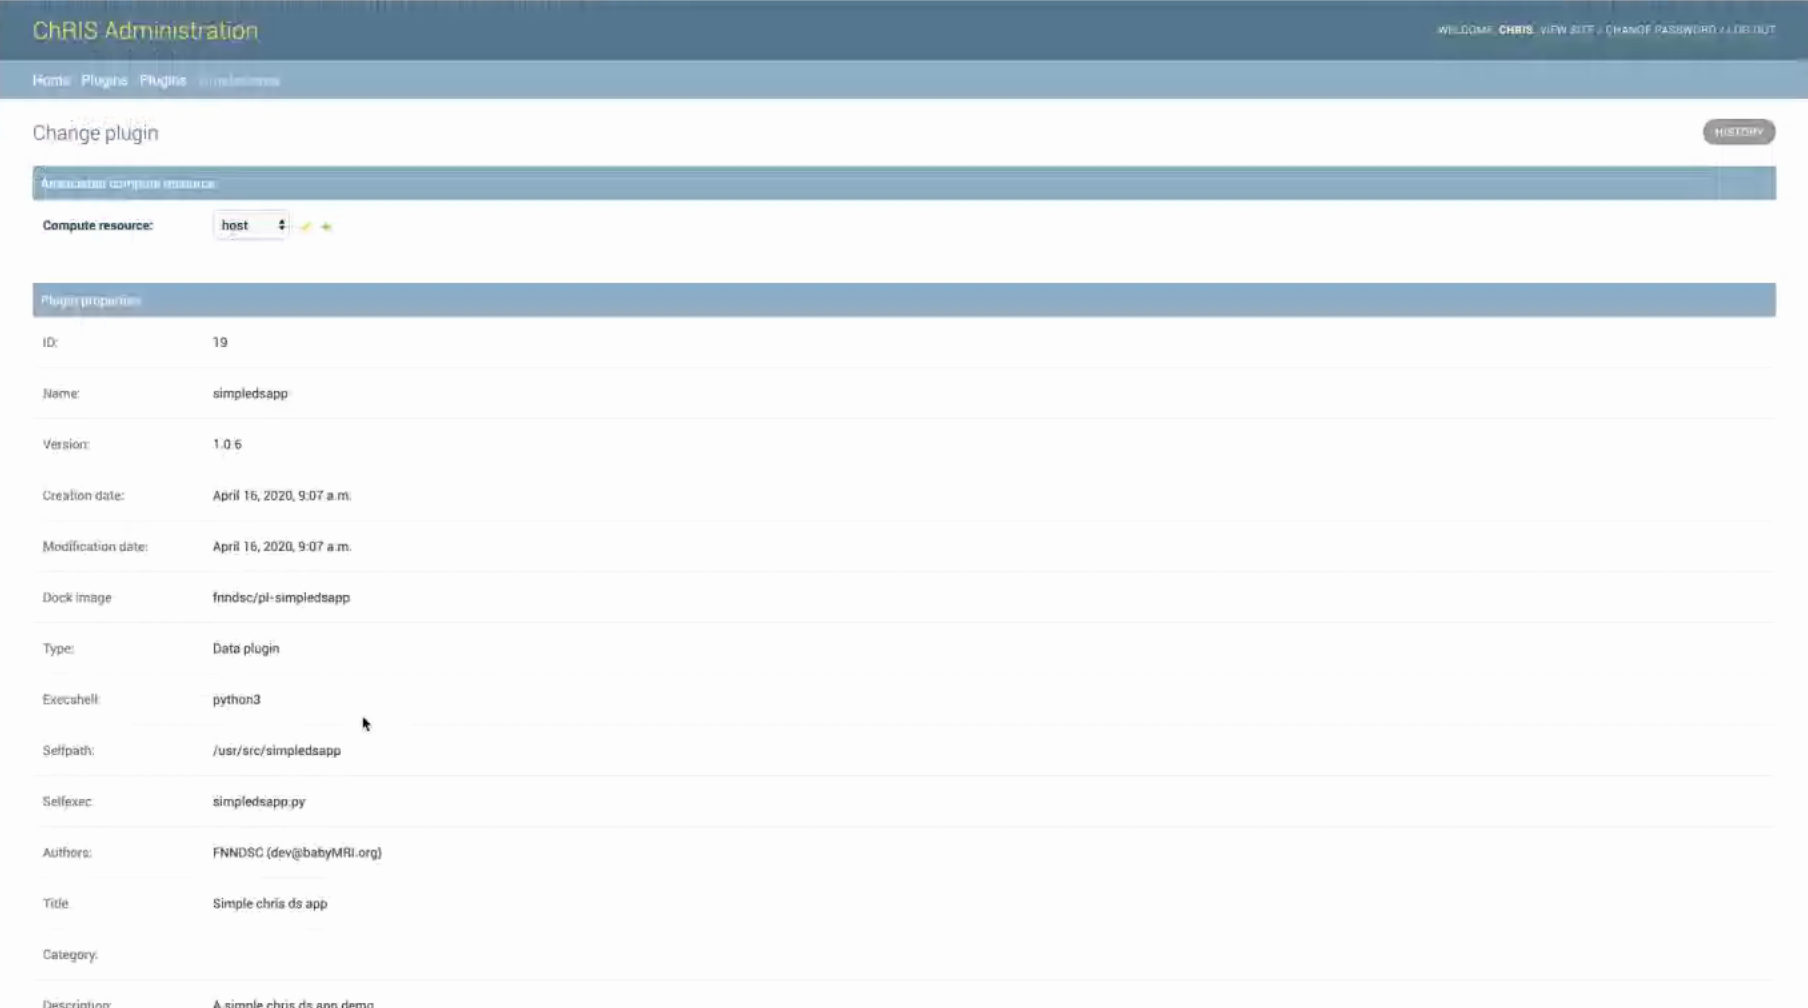 ChRIS Administration
WELCOME, CHRIS. VIEW SITE / CHANGE PASSWORD / LOG OUT
Home Plugins Plugins
Change plugin
HISTORY
Associated compute resource
Compute resource: host
Plugin properties
ID: 19
Name: simpledsapp
Version: 1.0.6
Creation date: April 16, 2020, 9:07 a.m.
Modification date: April 16, 2020, 9:07 a.m.
Dock image fnndsc/pl-simpledsapp
Type: Data plugin
Execshell: python3
Selfpath: /usr/src/simpledsapp
Selfexec: simpledsapp.py
Authors: FNNDSC (dev@babyMRI.org)
Title: Simple chris ds app
Category:
Description: A simple chris ds app demo